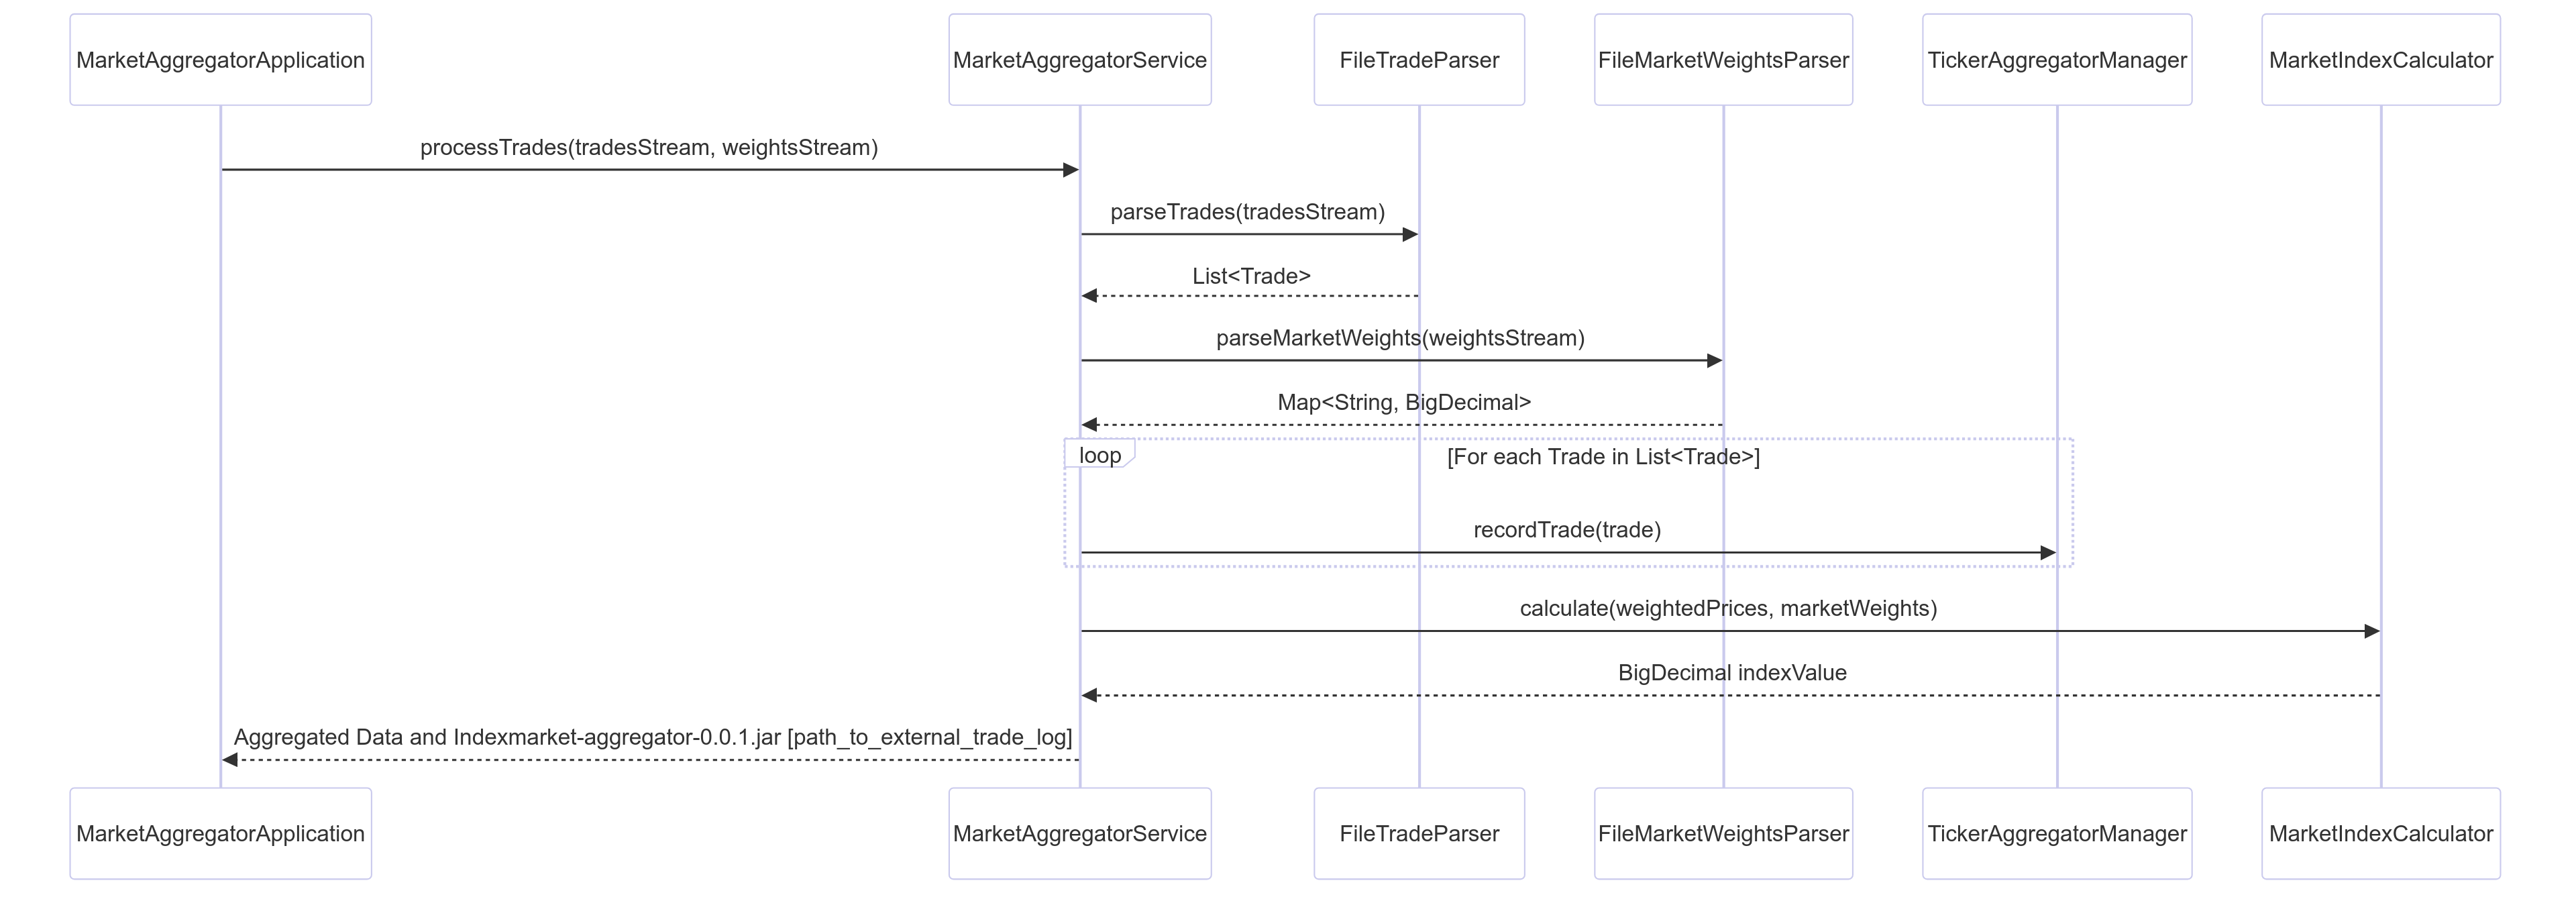 MarketAggregatorApplication
MarketAggregatorService
FileTradeParser
FileMarketWeightsParser
TickerAggregatorManager
MarketIndexCalculator
processTrades(tradesStream, weightsStream)
parseTrades(tradesStream)
List<Trade>
parseMarketWeights(weightsStream)
Map<String, BigDecimal>
loop
[For each Trade in List<Trade>]
recordTrade(trade)
calculate(weightedPrices, marketWeights)
BigDecimal indexValue
Aggregated Data and Indexmarket-aggregator-0.0.1.jar [path_to_external_trade_log]
MarketAggregatorApplication
MarketAggregatorService
FileTradeParser
FileMarketWeightsParser
TickerAggregatorManager
MarketIndexCalculator